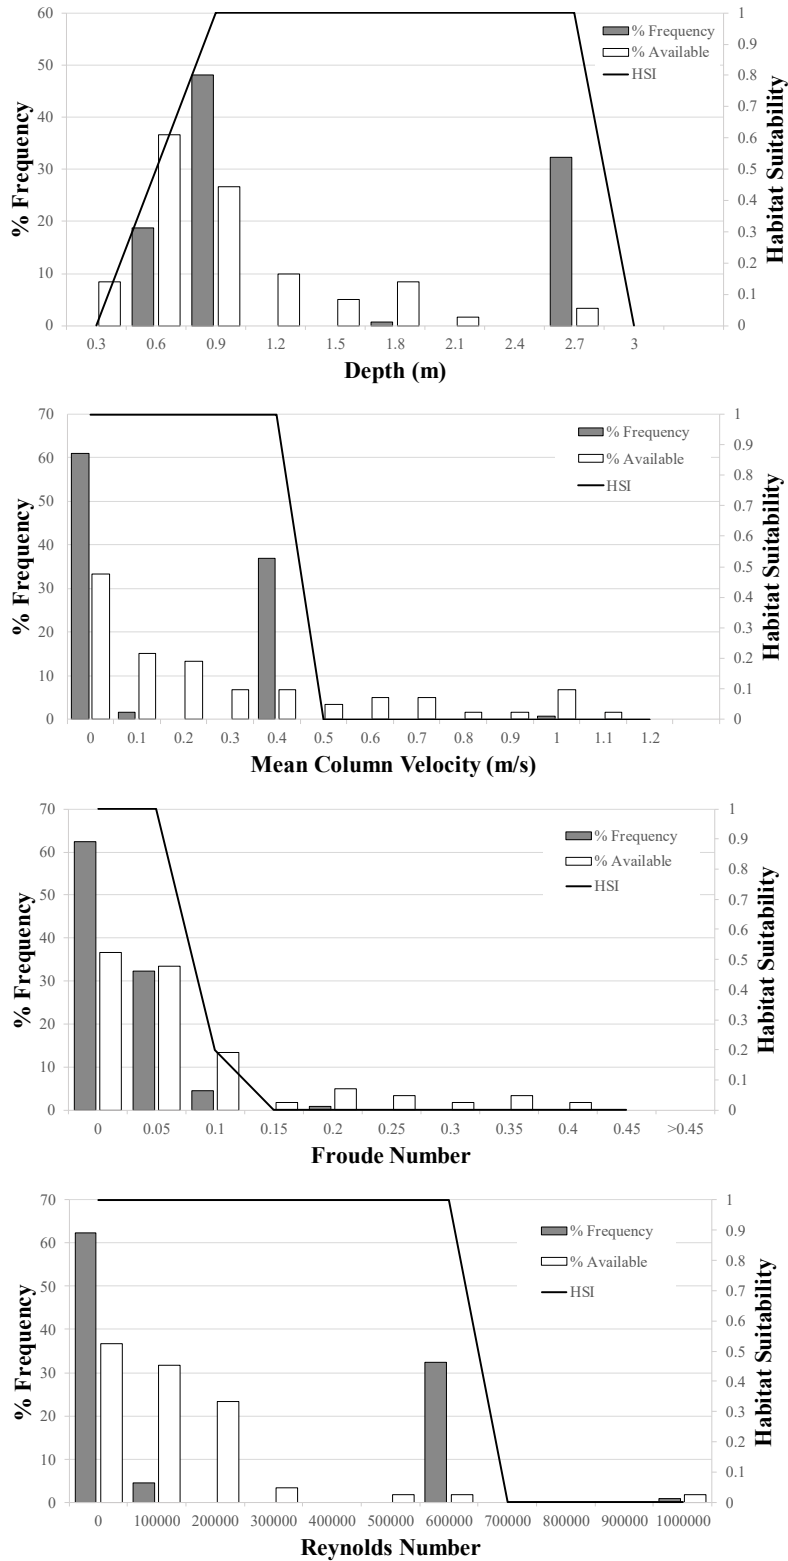 60
50
40
30
20
10
0
% Frequency
1
0.9
0.8
0.7
0.6
0.5
0.4
0.3
0.2
0.1
0
Habitat Suitability
% Frequency
% Available
HSI
0.3 0.6 0.9 1.2 1.5 1.8 2.1 2.4 2.7 3
Depth (m)
70
60
50
40
30
20
10
0
% Frequency
1
0.9
0.8
0.7
0.6
0.5
0.4
0.3
0.2
0.1
0
Habitat Suitability
% Frequency
% Available
HSI
0 0.1 0.2 0.3 0.4 0.5 0.6 0.7 0.8 0.9 1 1.1 1.2
Mean Column Velocity (m/s)
70
60
50
40
30
20
10
0
% Frequency
1
0.9
0.8
0.7
0.6
0.5
0.4
0.3
0.2
0.1
0
Habitat Suitability
% Frequency
% Available
HSI
0 0.05 0.1 0.15 0.2 0.25 0.3 0.35 0.4 0.45 >0.45
Froude Number
70
60
50
40
30
20
10
0
% Frequency
1
0.9
0.8
0.7
0.6
0.5
0.4
0.3
0.2
0.1
0
Habitat Suitability
% Frequency
% Available
HSI
0 100000 200000 300000 400000 500000 600000 700000 800000 900000 1000000
Reynolds Number